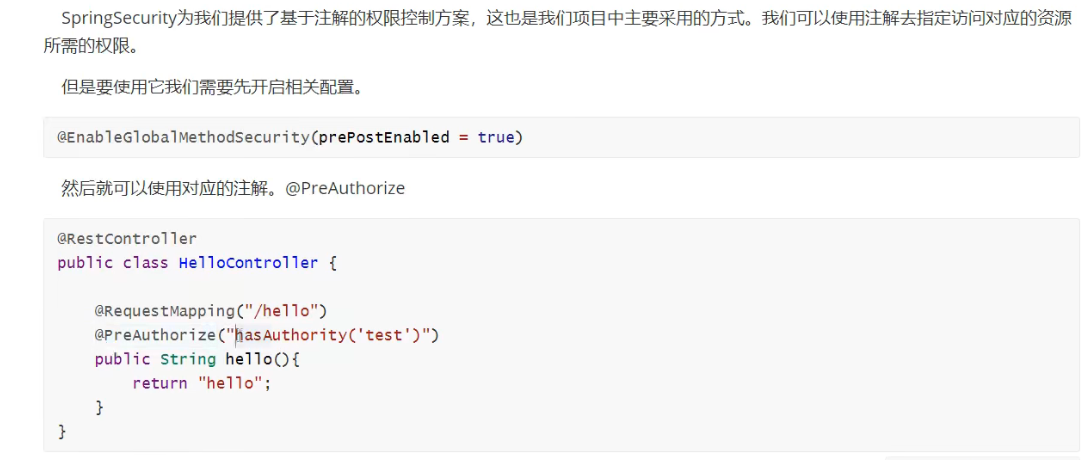 SpringSecurity为我们提供了基于注解的权限控制方案，这也是我们项目中主要采用的方式。我们可以使用注解去指定访问对应的资源
所需的权限。
但是要使用它我们需要先开启相关配置。
@EnableGlobalMethodSecurity(prePostEnabled = true)
然后就可以使用对应的注解。@PreAuthorize
@RestController
public class HelloController {
@RequestMapping("/hello")
@PreAuthorize("hasAuthority('test')")
public String hello(){
return "hello";
}
}